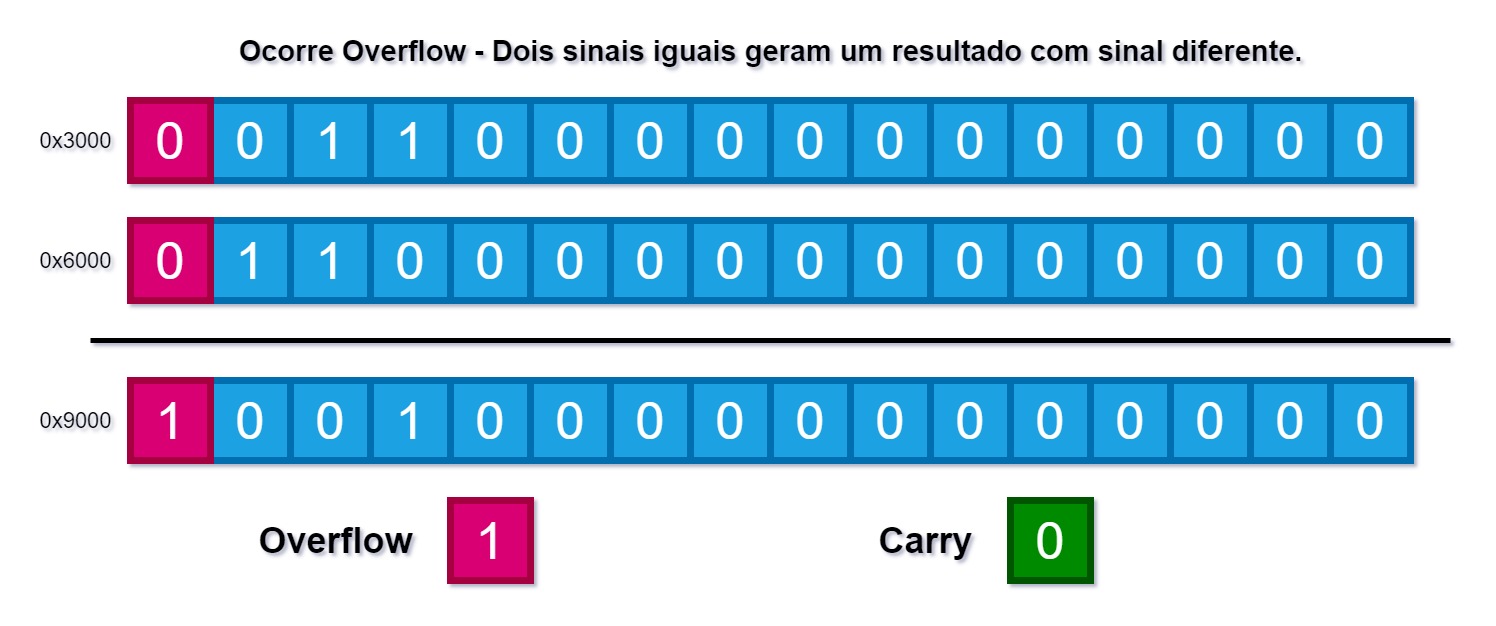 Ocorre Overflow - Dois sinais iguais geram um resultado com sinal diferente.
0x3000 0 0 1 1 0 0 0 0 0 0 0 0 0 0 0 0
0x6000 0 1 1 0 0 0 0 0 0 0 0 0 0 0 0 0
0x9000 1 0 0 1 0 0 0 0 0 0 0 0 0 0 0 0
Overflow 1 Carry 0